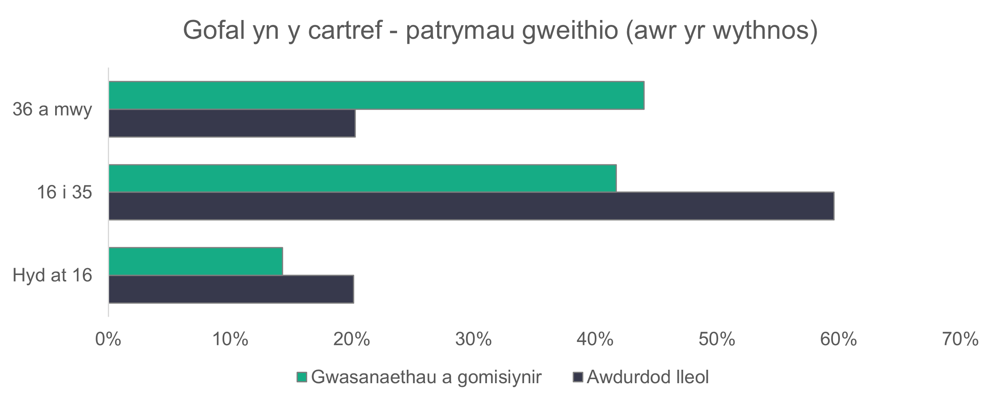 Gofal yn y cartref - patrymau gweithio (awr yr wythnos)
36 a mwy
16 i 35
Hyd at 16
0% 10% 20% 30% 40% 50% 60% 70%
Gwasanaethau a gomisiynir Awdurdod lleol